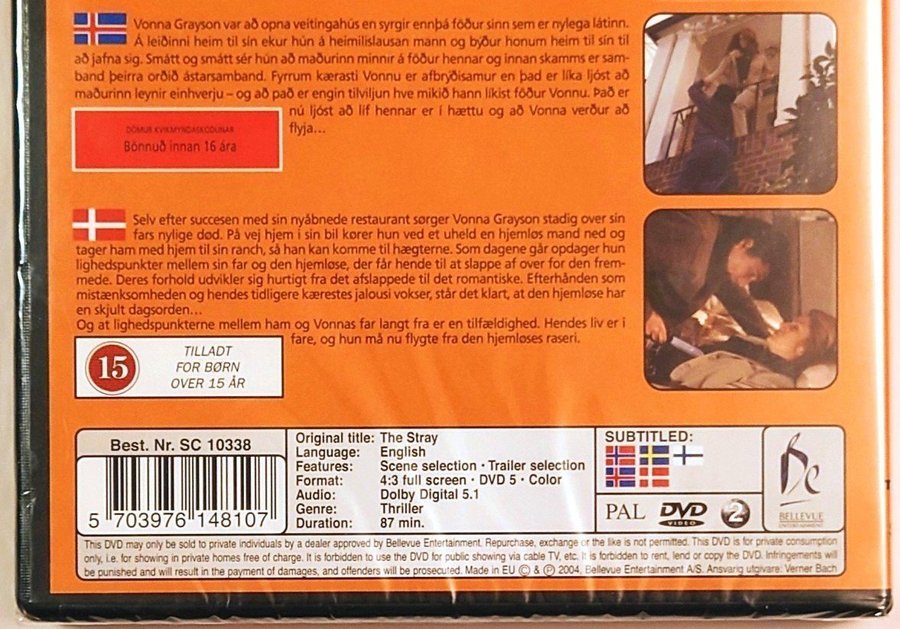 Vonna Grayson var að opna veitingahús en syrgir ennþá föður sinn sem er nylega látinn.
Á leiðinni heim til sín ekur hún á heimilislausan mann og býður honum heim til sín til
að jafna sig. Smátt og smátt sér hún að maðurinn minnir á föður hennar og innan skamms er sam-
band þeirra orðið ástarsamband. Fyrrum kærasti Vonnu er afbrýðisamur en það er líka ljóst að
maðurinn leynir einhverju – og að það er engin tilviljun hve mikið hann líkist föður Vonnu. Það er
nú ljóst að líf hennar er í hættu og að Vonna verður að
flyja...
DÓMUR KVIKMYNDASKODUNAR
Bönnuð innan 16 ára
Selv efter succesen med sin nyåbnede restaurant sørger Vonna Grayson stadig over sin
fars nylige død. På vej hjem i sin bil kører hun ved et uheld en hjemløs mand ned og
tager ham med hjem til sin ranch, så han kan komme til hægterne. Som dagene går opdager hun
lighedspunkter mellem sin far og den hjemløse, der får hende til at slappe af over for den frem-
mede. Deres forhold udvikler sig hurtigt fra det afslappede til det romantiske. Efterhånden som
mistænksomheden og hendes tidligere kærestes jalousi vokser, står det klart, at den hjemløse har
en skjult dagsorden...
Og at lighedspunkterne mellem ham og Vonnas far langt fra er en tilfældighed. Hendes liv er i
fare, og hun må nu flygte fra den hjemløses raseri.
15
TILLADT
FOR BØRN
OVER 15 ÅR
Best. Nr. SC 10338
5 703976 148107
Original title: The Stray
Language: English
Features: Scene selection · Trailer selection
Format: 4:3 full screen · DVD 5 · Color
Audio: Dolby Digital 5.1
Genre: Thriller
Duration: 87 min.
SUBTITLED:
PAL DVD VIDEO 2
Be
BELLEVUE
ENTERTAINMENT
This DVD may only be sold to private individuals by a dealer approved by Bellevue Entertainment. Repurchase, exchange or the like is not permitted. This DVD is for private consumption
only, i.e. for showing in private homes free of charge. It is forbidden to use the DVD for public showing via cable TV, etc. It is forbidden to rent, lend or copy the DVD. Infringements will
be punished and will result in the payment of damages, and offenders will be prosecuted. Made in EU © & ℗ 2004, Bellevue Entertainment A/S. Ansvarig utgivare: Verner Bach